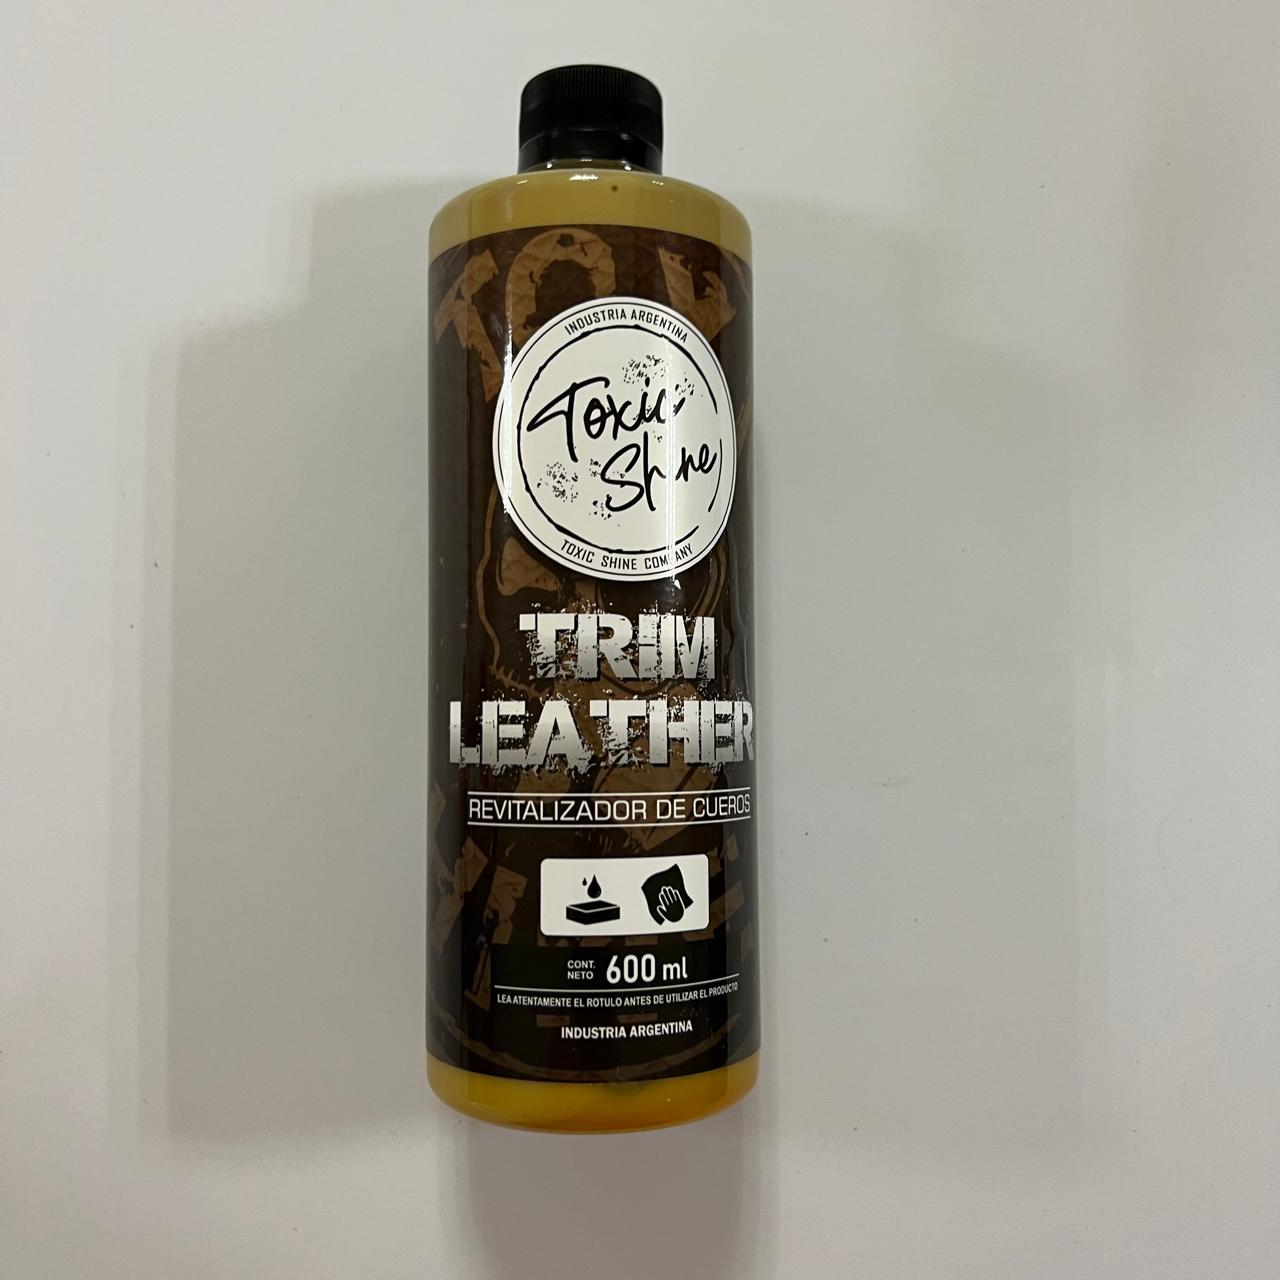 INDUSTRIA ARGENTINA
Toxic
Shine
TOXIC SHINE COMPANY
TRIM
LEATHER
REVITALIZADOR DE CUEROS
CONT.
NETO 600 ml
LEA ATENTAMENTE EL ROTULO ANTES DE UTILIZAR EL PRODUCTO
INDUSTRIA ARGENTINA